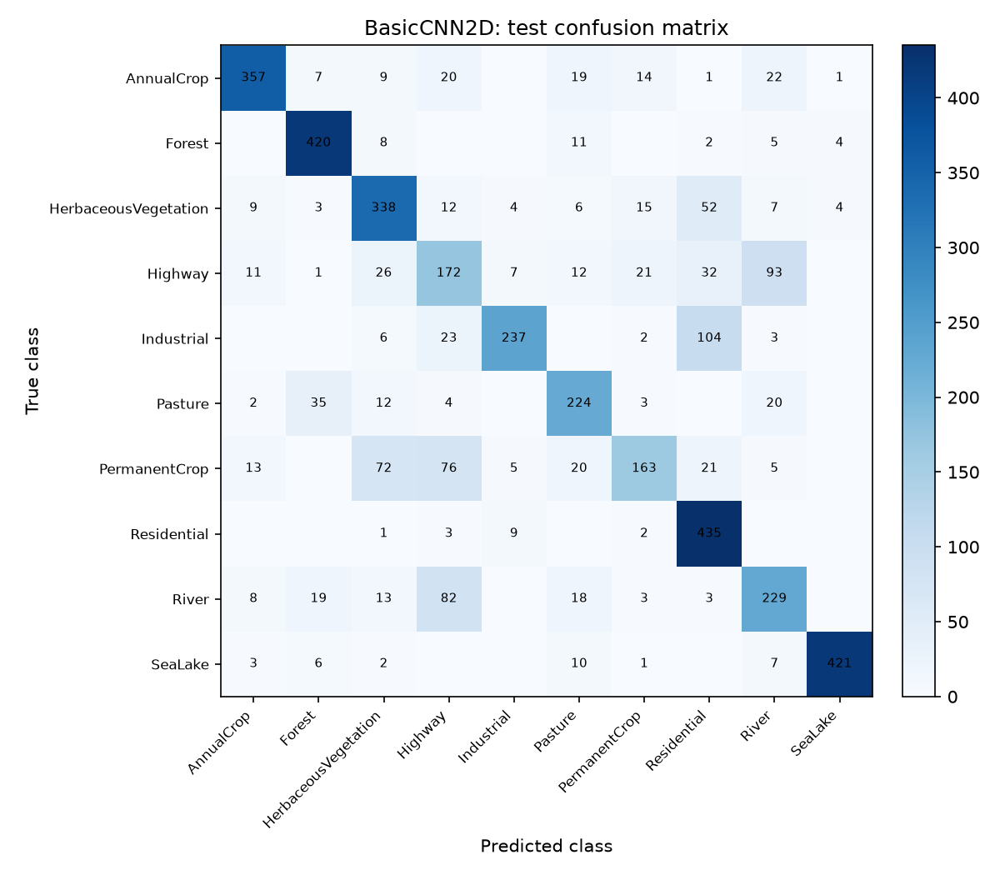 BasicCNN2D: test confusion matrix
AnnualCrop 357 7 9 20 19 14 1 22 1
Forest 420 8 11 2 5 4
HerbaceousVegetation 9 3 338 12 4 6 15 52 7 4
Highway 11 1 26 172 7 12 21 32 93
Industrial 6 23 237 2 104 3
Pasture 2 35 12 4 224 3 20
PermanentCrop 13 72 76 5 20 163 21 5
Residential 1 3 9 2 435
River 8 19 13 82 18 3 3 229
SeaLake 3 6 2 10 1 7 421
True class
AnnualCrop
Forest
HerbaceousVegetation
Highway
Industrial
Pasture
PermanentCrop
Residential
River
SeaLake
Predicted class
400
350
300
250
200
150
100
50
0